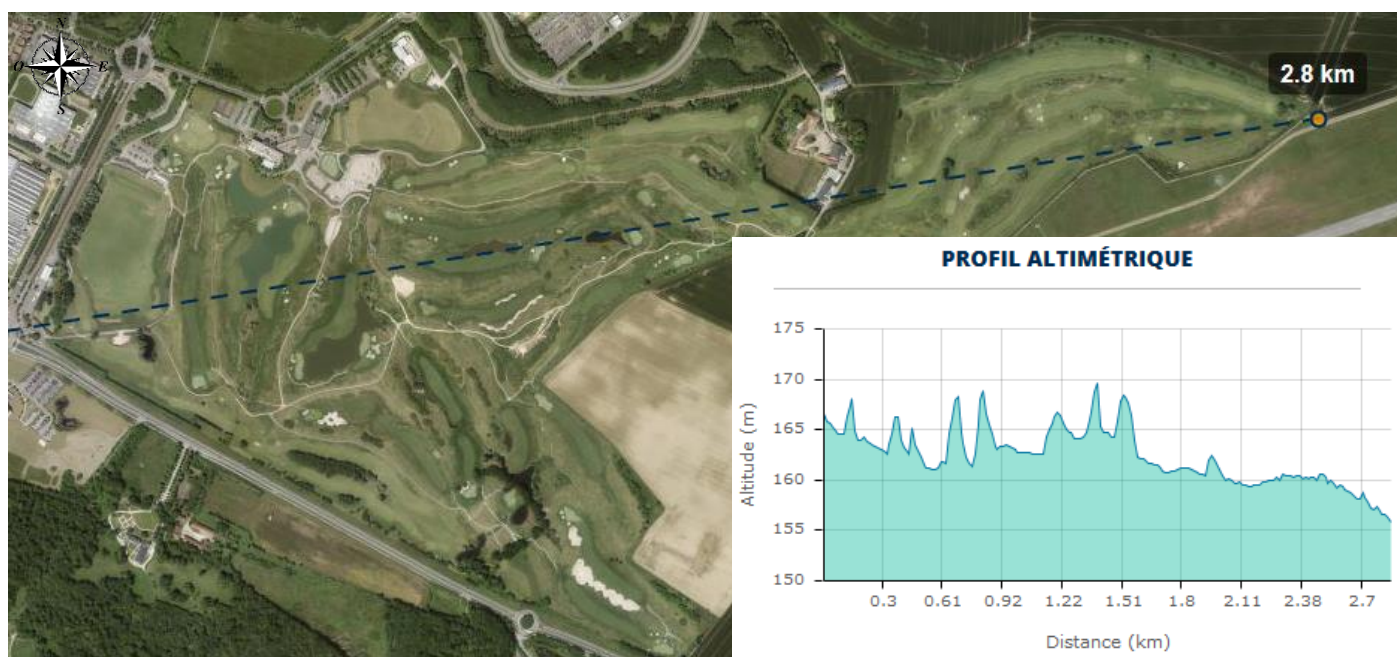 N
O
E
S
2.8 km
PROFIL ALTIMÉTRIQUE
175
170
165
160
155
150
Altitude (m)
0.3 0.61 0.92 1.22 1.51 1.8 2.11 2.38 2.7
Distance (km)